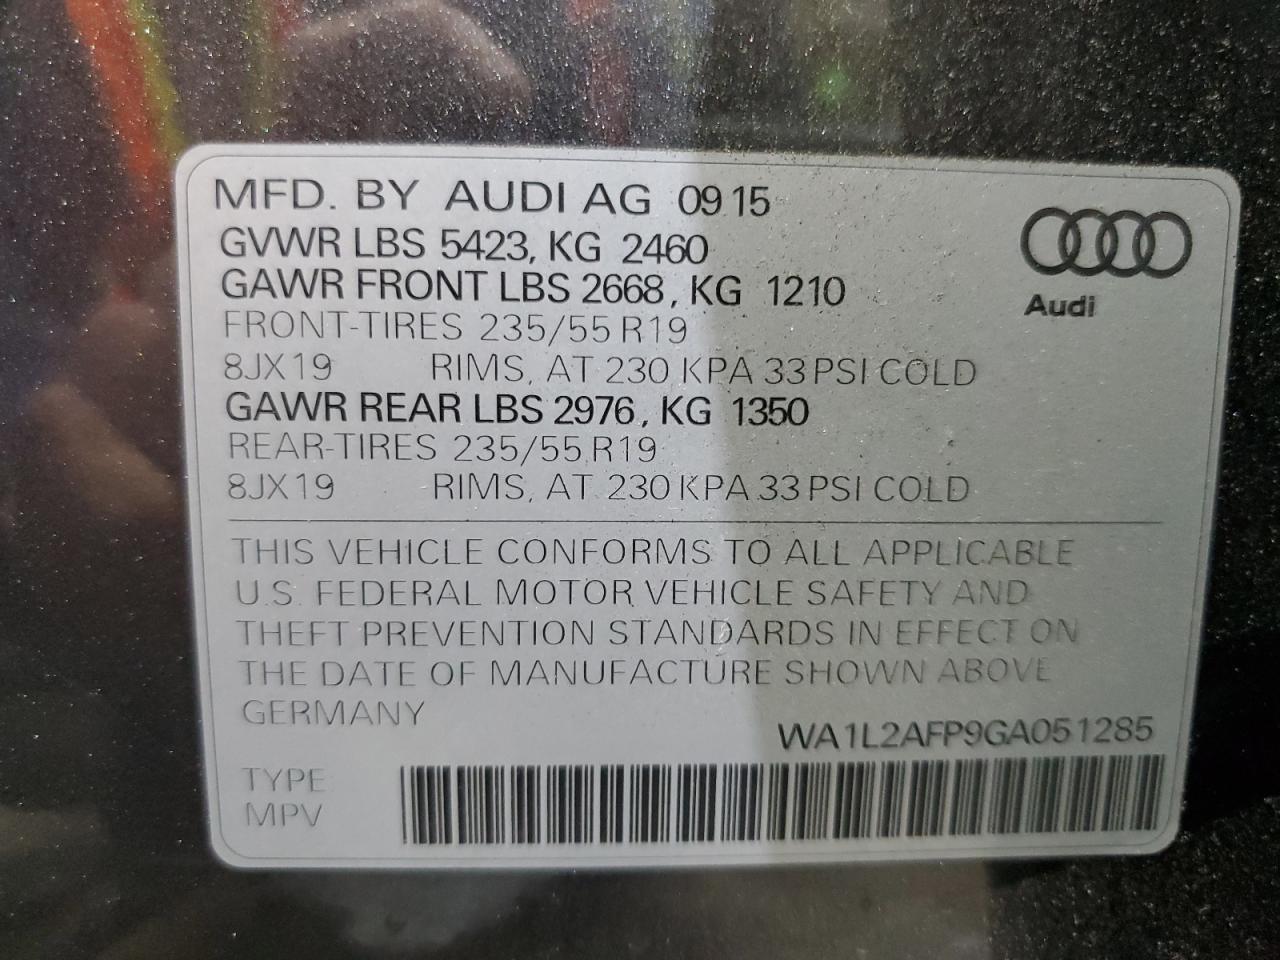 MFD. BY AUDI AG 09 15
GVWR LBS 5423, KG 2460
GAWR FRONT LBS 2668, KG 1210
FRONT-TIRES 235/55 R19
8JX19 RIMS, AT 230 KPA 33 PSI COLD
GAWR REAR LBS 2976, KG 1350
REAR-TIRES 235/55 R19
8JX19 RIMS, AT 230 KPA 33 PSI COLD
Audi
THIS VEHICLE CONFORMS TO ALL APPLICABLE
U.S. FEDERAL MOTOR VEHICLE SAFETY AND
THEFT PREVENTION STANDARDS IN EFFECT ON
THE DATE OF MANUFACTURE SHOWN ABOVE
GERMANY
WA1L2AFP9GA051285
TYPE
MPV